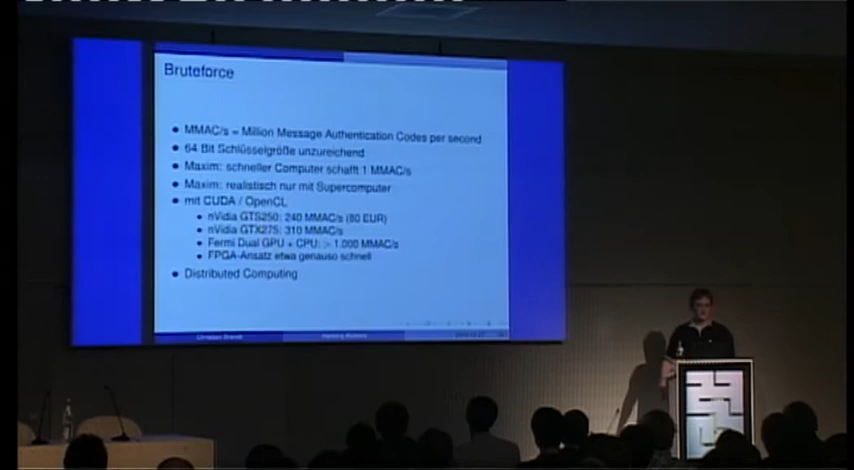 Bruteforce
MMAC/s = Million Message Authentication Codes per second
64 Bit Schlüsselgröße unzureichend
Maxim: schneller Computer schafft 1 MMAC/s
Maxim: realistisch nur mit Supercomputer
mit CUDA / OpenCL
nVidia GTS250: 240 MMAC/s (80 EUR)
nVidia GTX275: 310 MMAC/s
Fermi Dual GPU + CPU: > 1.000 MMAC/s
FPGA-Ansatz etwa genauso schnell
Distributed Computing